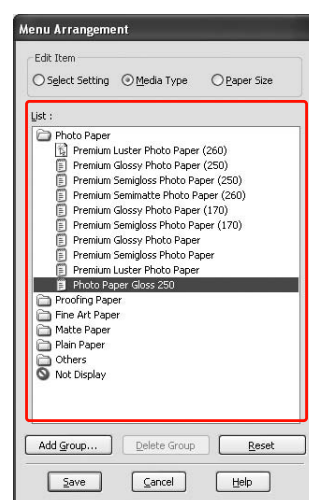 Menu Arrangement
Edit Item
Select Setting Media Type Paper Size
List :
Photo Paper
Premium Luster Photo Paper (260)
Premium Glossy Photo Paper (250)
Premium Semigloss Photo Paper (250)
Premium Semimatte Photo Paper (260)
Premium Glossy Photo Paper (170)
Premium Semigloss Photo Paper (170)
Premium Glossy Photo Paper
Premium Semigloss Photo Paper
Premium Luster Photo Paper
Photo Paper Gloss 250
Proofing Paper
Fine Art Paper
Matte Paper
Plain Paper
Others
Not Display
Add Group... Delete Group Reset
Save Cancel Help